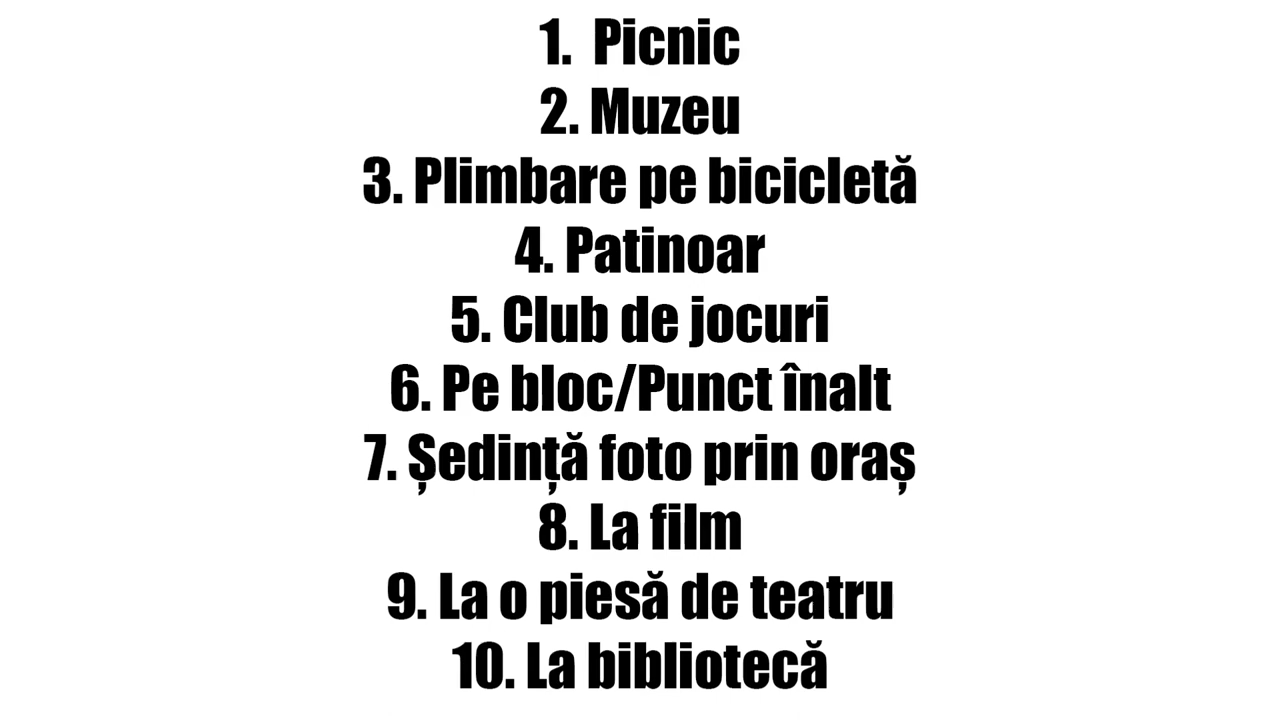 1.  Picnic
2. Muzeu
3. Plimbare pe bicicletă
4. Patinoar
5. Club de jocuri
6. Pe bloc/Punct înalt
7. Ședință foto prin oraș
8. La film
9. La o piesă de teatru
10. La bibliotecă